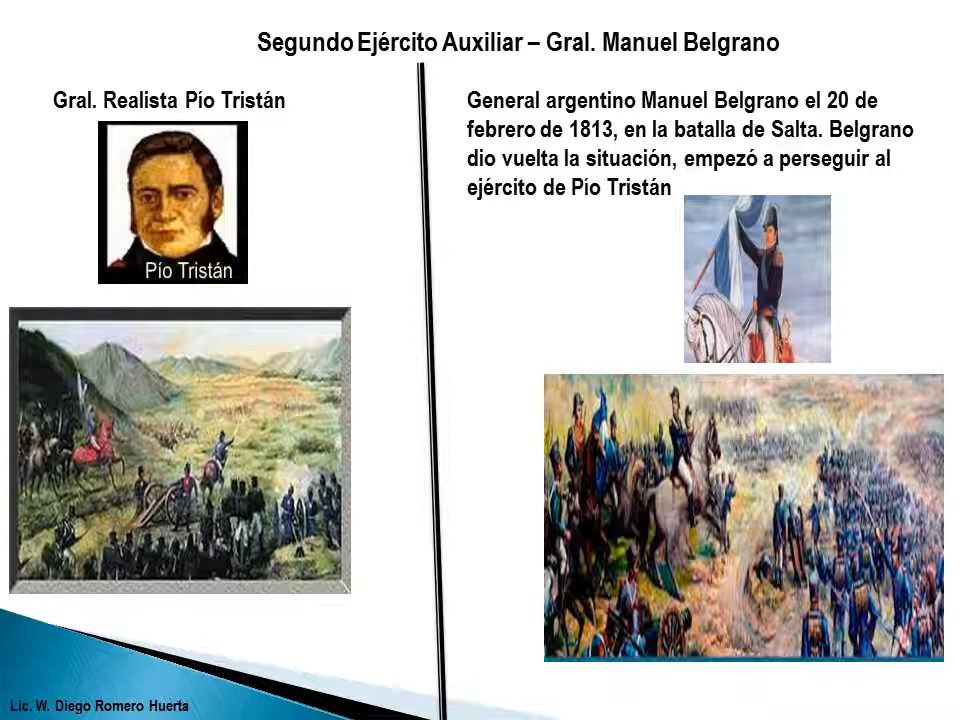 Segundo Ejército Auxiliar – Gral. Manuel Belgrano
Gral. Realista Pío Tristán
Pío Tristán
General argentino Manuel Belgrano el 20 de
febrero de 1813, en la batalla de Salta. Belgrano
dio vuelta la situación, empezó a perseguir al
ejército de Pío Tristán
Lic. W. Diego Romero Huerta